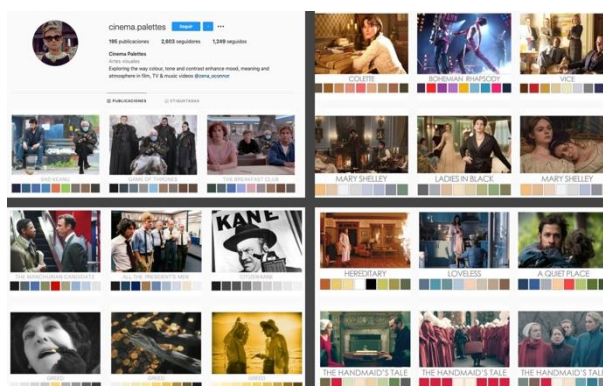 cinema.palettes Seguir
195 publicaciones 2,603 seguidores 1,249 seguidos
Cinema Palettes
Artes visuales
Exploring the way colour, tone and contrast enhance mood, meaning and
atmosphere in film, TV & music videos @zena_oconnor
PUBLICACIONES ETIQUETADAS
SAD KEANU GAME OF THRONES THE BREAKFAST CLUB
COLETTE BOHEMIAN RHAPSODY VICE
MARY SHELLEY LADIES IN BLACK MARY SHELLEY
KANE
THE MANCHURIAN CANDIDATE ALL THE PRESIDENT'S MEN CITIZEN KANE
GREED GREED GREED
HEREDITARY LOVELESS A QUIET PLACE
THE HANDMAID'S TALE THE HANDMAID'S TALE THE HANDMAID'S TALE